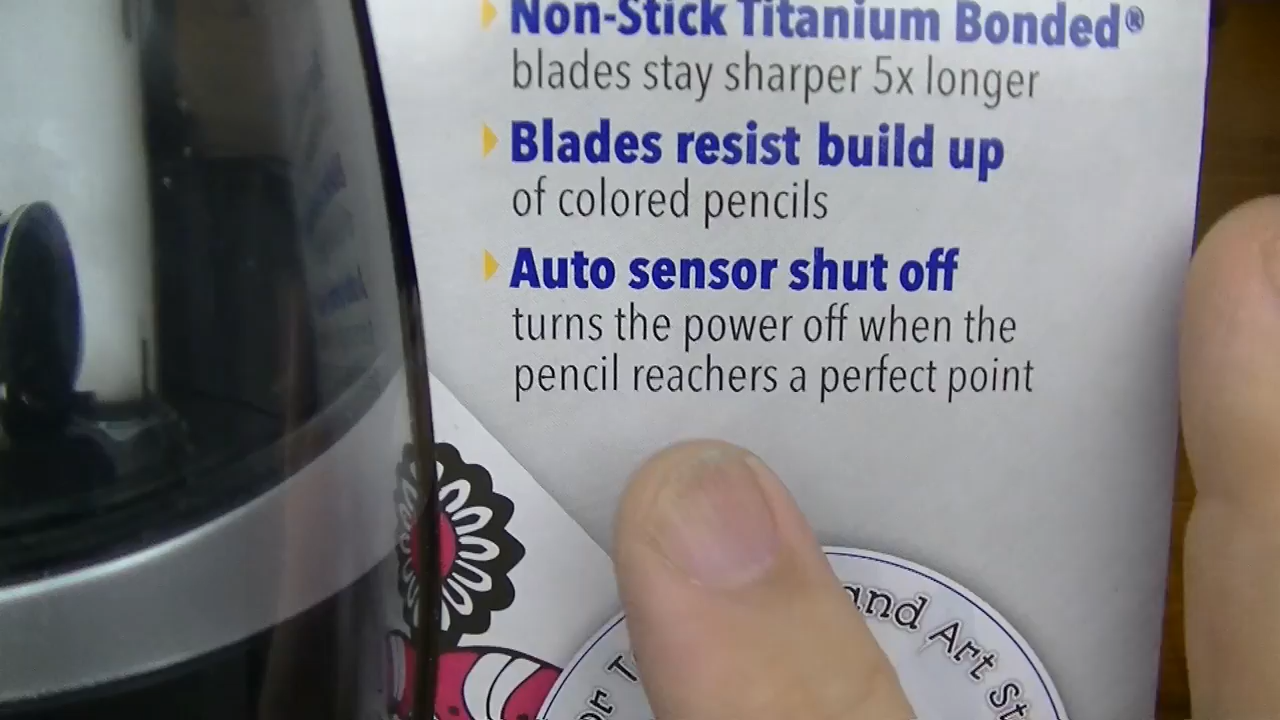 Non-Stick Titanium Bonded®
blades stay sharper 5x longer
Blades resist build up
of colored pencils
Auto sensor shut off
turns the power off when the
pencil reachers a perfect point
and Art